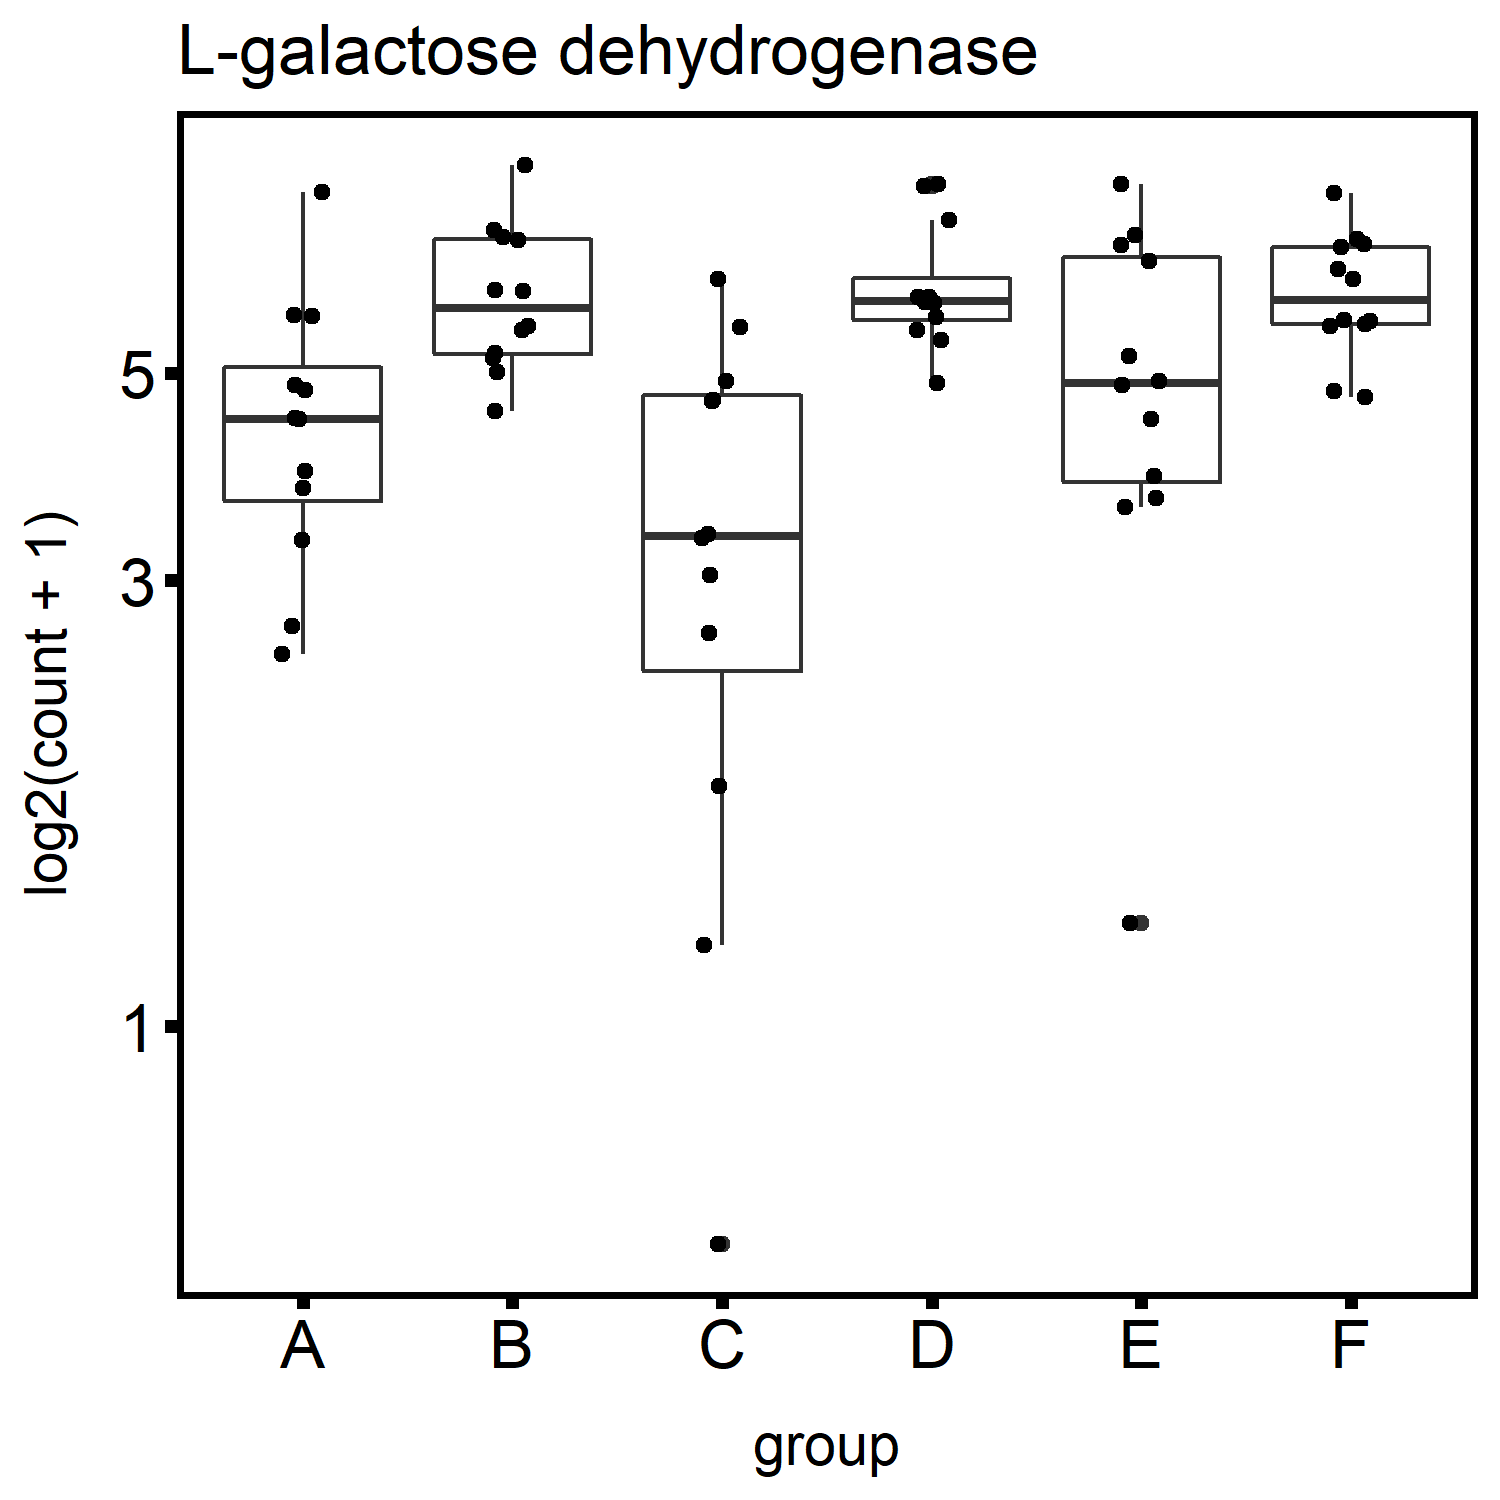 L-galactose dehydrogenase
log2(count + 1)
5
3
1
A B C D E F
group